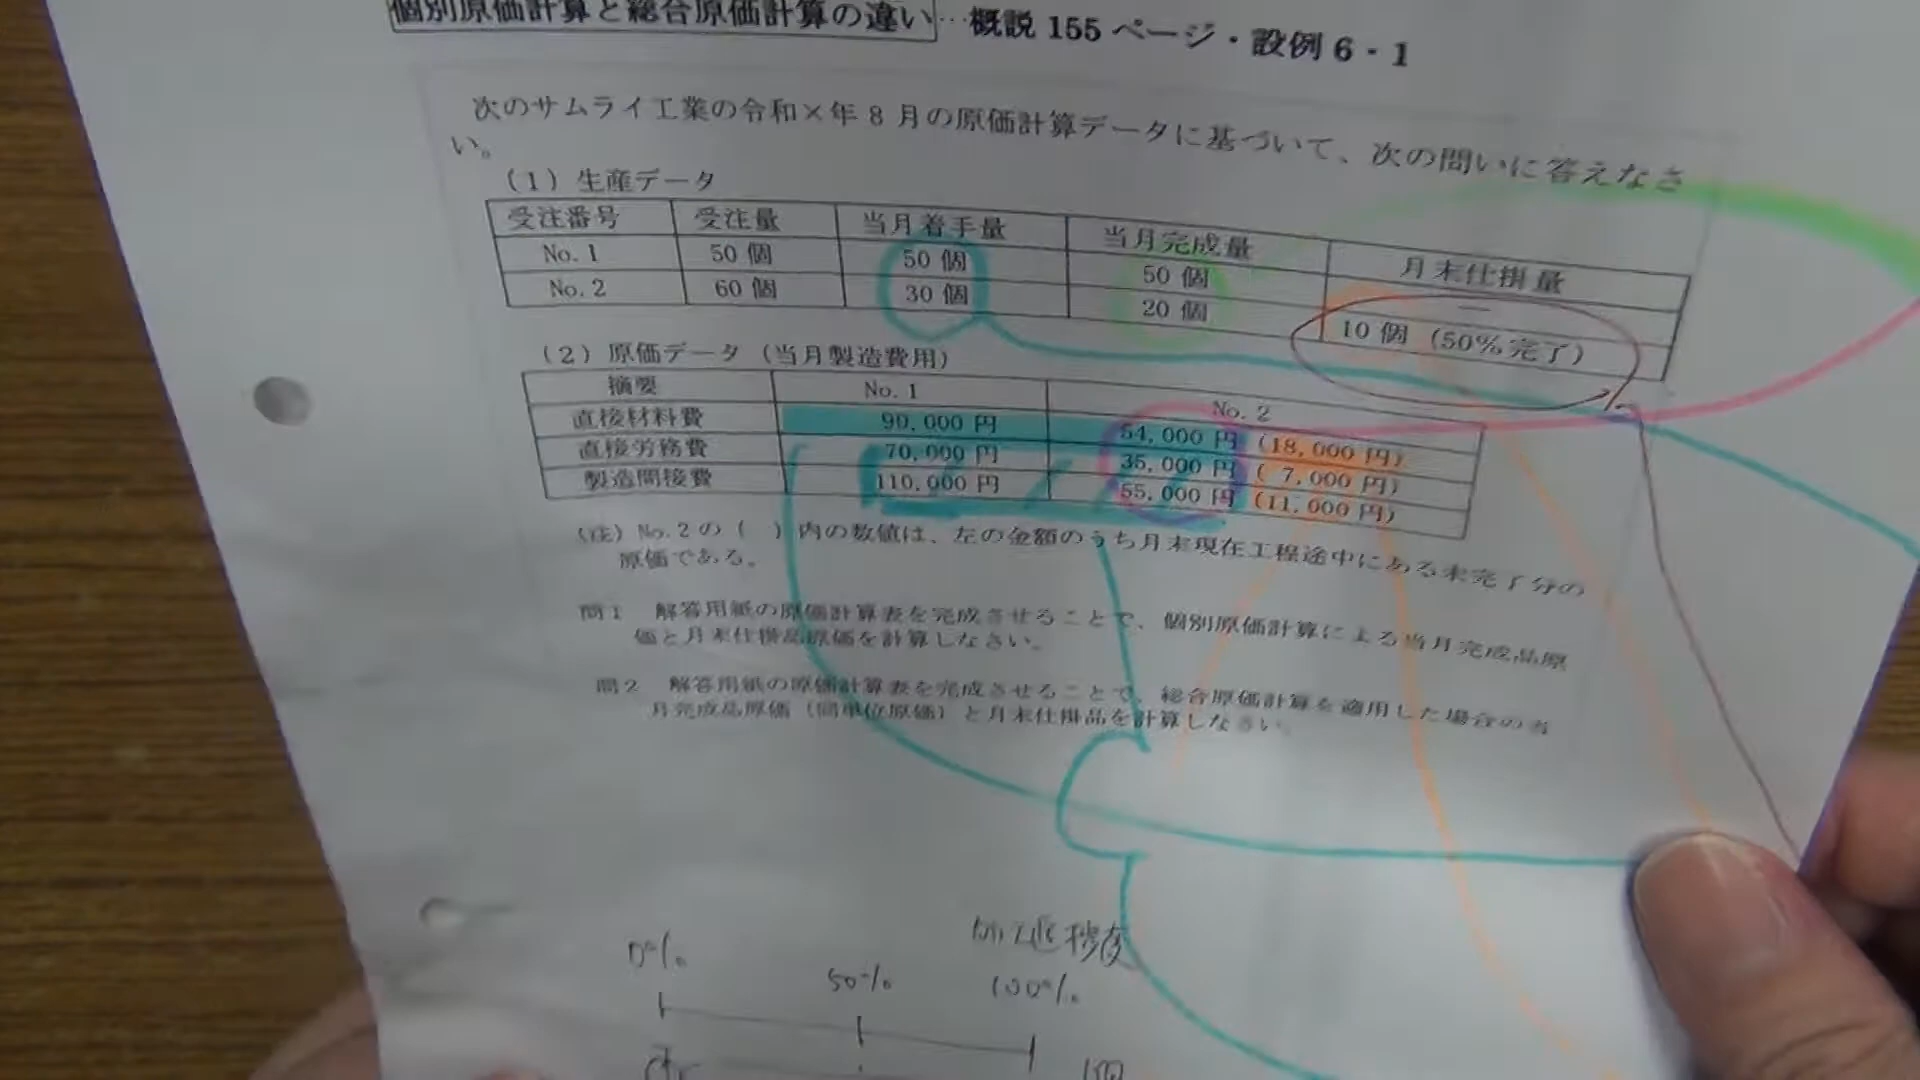 個別原価計算と総合原価計算の違い…概説 155 ページ・設例 6・1
次のサムライ工業の令和×年 8 月の原価計算データに基づいて、次の問いに答えなさ
い。
（1）生産データ
受注番号 受注量 当月着手量 当月完成量 月末仕掛量
No. 1 50 個 50 個 50 個 —
No. 2 60 個 30 個 20 個 10 個（50％完了）
（2）原価データ（当月製造費用）
摘要 No. 1 No. 2
直接材料費 90,000 円 54,000 円（18,000 円）
直接労務費 70,000 円 35,000 円（ 7,000 円）
製造間接費 110,000 円 55,000 円（11,000 円）
（注）No. 2 の（ ）内の数値は、左の金額のうち月末現在工程途中にある未完了分の
原価である。
問1 解答用紙の原価計算表を完成させることで、個別原価計算による当月完成品原
価と月末仕掛品原価を計算しなさい。
問2 解答用紙の原価計算表を完成させることで、総合原価計算を適用した場合の当
月完成品原価（同単位原価）と月末仕掛品を計算しなさい。
加工進捗度
0% 50% 100%
1個